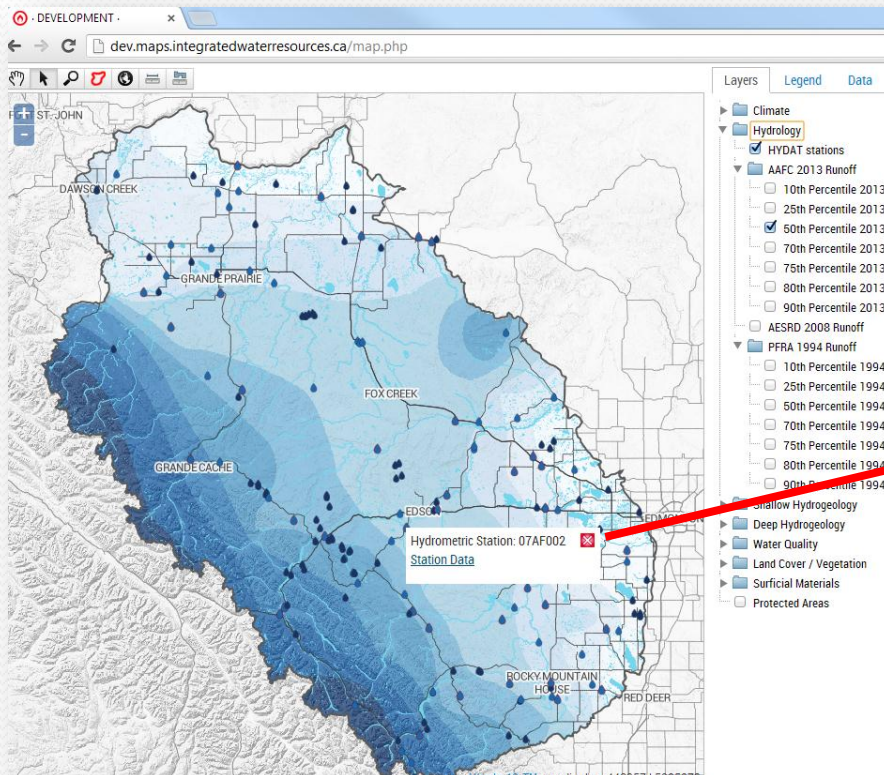 · DEVELOPMENT ·
dev.maps.integratedwaterresources.ca/map.php
Layers
Legend
Data
ST. JOHN
DAWSON CREEK
GRANDE PRAIRIE
FOX CREEK
GRANDE CACHE
EDSON
EDMONTON
Hydrometric Station: 07AF002
Station Data
ROCKY MOUNTAIN
HOUSE
RED DEER
Climate
Hydrology
HYDAT stations
AAFC 2013 Runoff
10th Percentile 2013
25th Percentile 2013
50th Percentile 2013
70th Percentile 2013
75th Percentile 2013
80th Percentile 2013
90th Percentile 2013
AESRD 2008 Runoff
PFRA 1994 Runoff
10th Percentile 1994
25th Percentile 1994
50th Percentile 1994
70th Percentile 1994
75th Percentile 1994
80th Percentile 1994
90th Percentile 1994
Shallow Hydrogeology
Deep Hydrogeology
Water Quality
Land Cover / Vegetation
Surficial Materials
Protected Areas